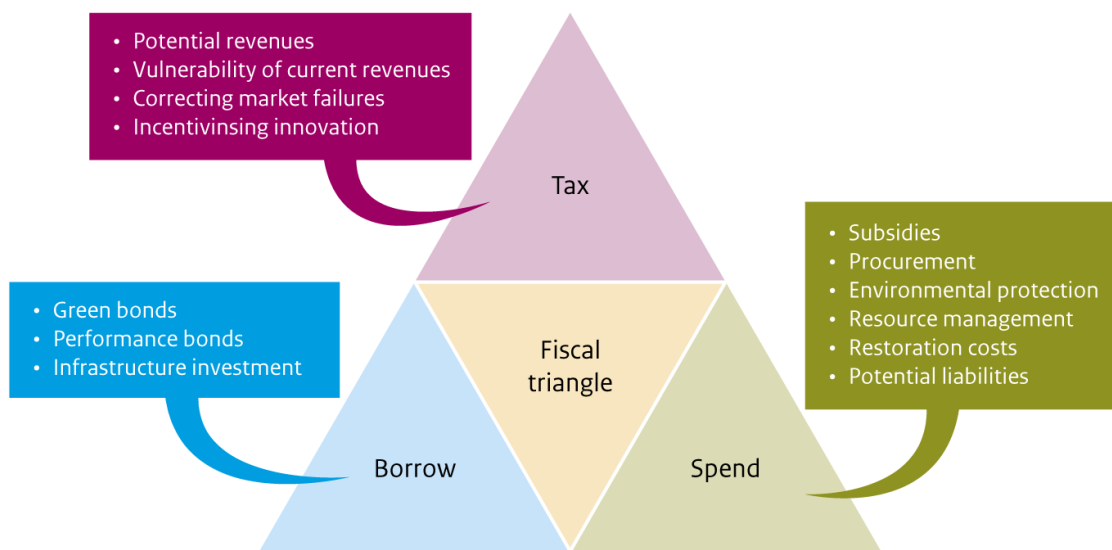 • Potential revenues
• Vulnerability of current revenues
• Correcting market failures
• Incentivinsing innovation
Tax
• Subsidies
• Procurement
• Environmental protection
• Resource management
• Restoration costs
• Potential liabilities
• Green bonds
• Performance bonds
• Infrastructure investment
Fiscal
triangle
Borrow
Spend